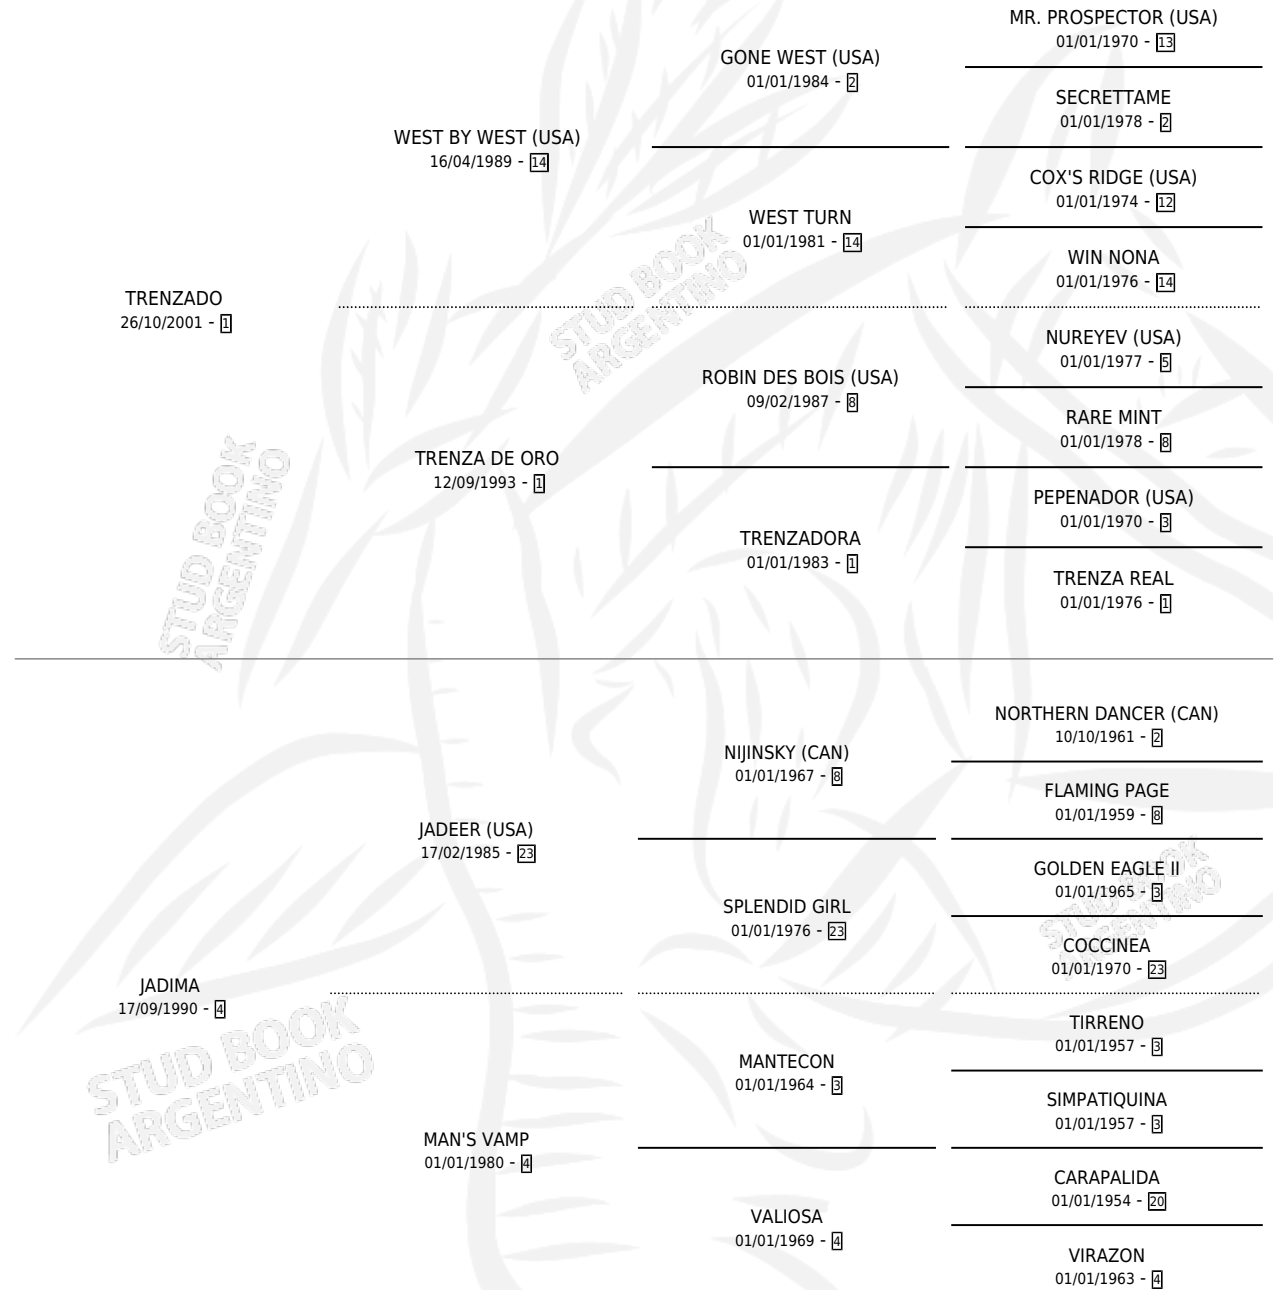 MR. PROSPECTOR (USA)
01/01/1970 - 13
GONE WEST (USA)
01/01/1984 - 2
SECRETTAME
01/01/1978 - 2
WEST BY WEST (USA)
16/04/1989 - 14
COX'S RIDGE (USA)
01/01/1974 - 12
WEST TURN
01/01/1981 - 14
WIN NONA
01/01/1976 - 14
TRENZADO
26/10/2001 - 1
NUREYEV (USA)
01/01/1977 - 5
ROBIN DES BOIS (USA)
09/02/1987 - 8
RARE MINT
01/01/1978 - 8
TRENZA DE ORO
12/09/1993 - 1
PEPENADOR (USA)
01/01/1970 - 3
TRENZADORA
01/01/1983 - 1
TRENZA REAL
01/01/1976 - 1
NORTHERN DANCER (CAN)
10/10/1961 - 2
NIJINSKY (CAN)
01/01/1967 - 8
FLAMING PAGE
01/01/1959 - 8
JADEER (USA)
17/02/1985 - 23
GOLDEN EAGLE II
01/01/1965 - 3
SPLENDID GIRL
01/01/1976 - 23
COCCINEA
01/01/1970 - 23
JADIMA
17/09/1990 - 4
TIRRENO
01/01/1957 - 3
MANTECON
01/01/1964 - 3
SIMPATIQUINA
01/01/1957 - 3
MAN'S VAMP
01/01/1980 - 4
CARAPALIDA
01/01/1954 - 20
VALIOSA
01/01/1969 - 4
VIRAZON
01/01/1963 - 4
STUD BOOK
ARGENTINO
STUD BOOK
ARGENTINO
STUD BOOK
ARGENTINO
STUD BOOK
ARGENTINO